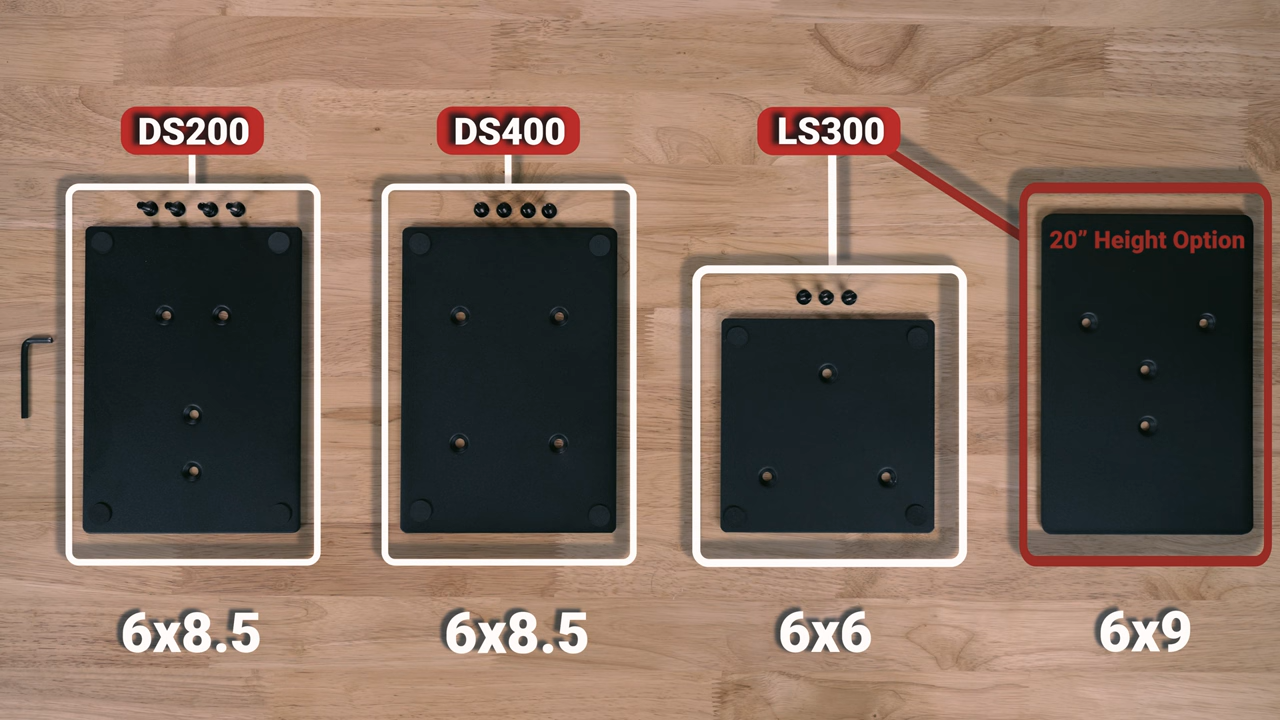 DS200
DS400
LS300
20” Height Option
6x8.5
6x8.5
6x6
6x9